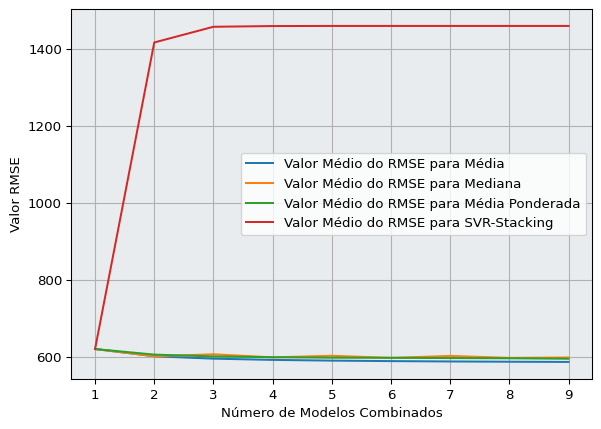 1400
1200
1000
800
600
Valor RMSE
Valor Médio do RMSE para Média
Valor Médio do RMSE para Mediana
Valor Médio do RMSE para Média Ponderada
Valor Médio do RMSE para SVR-Stacking
1 2 3 4 5 6 7 8 9
Número de Modelos Combinados